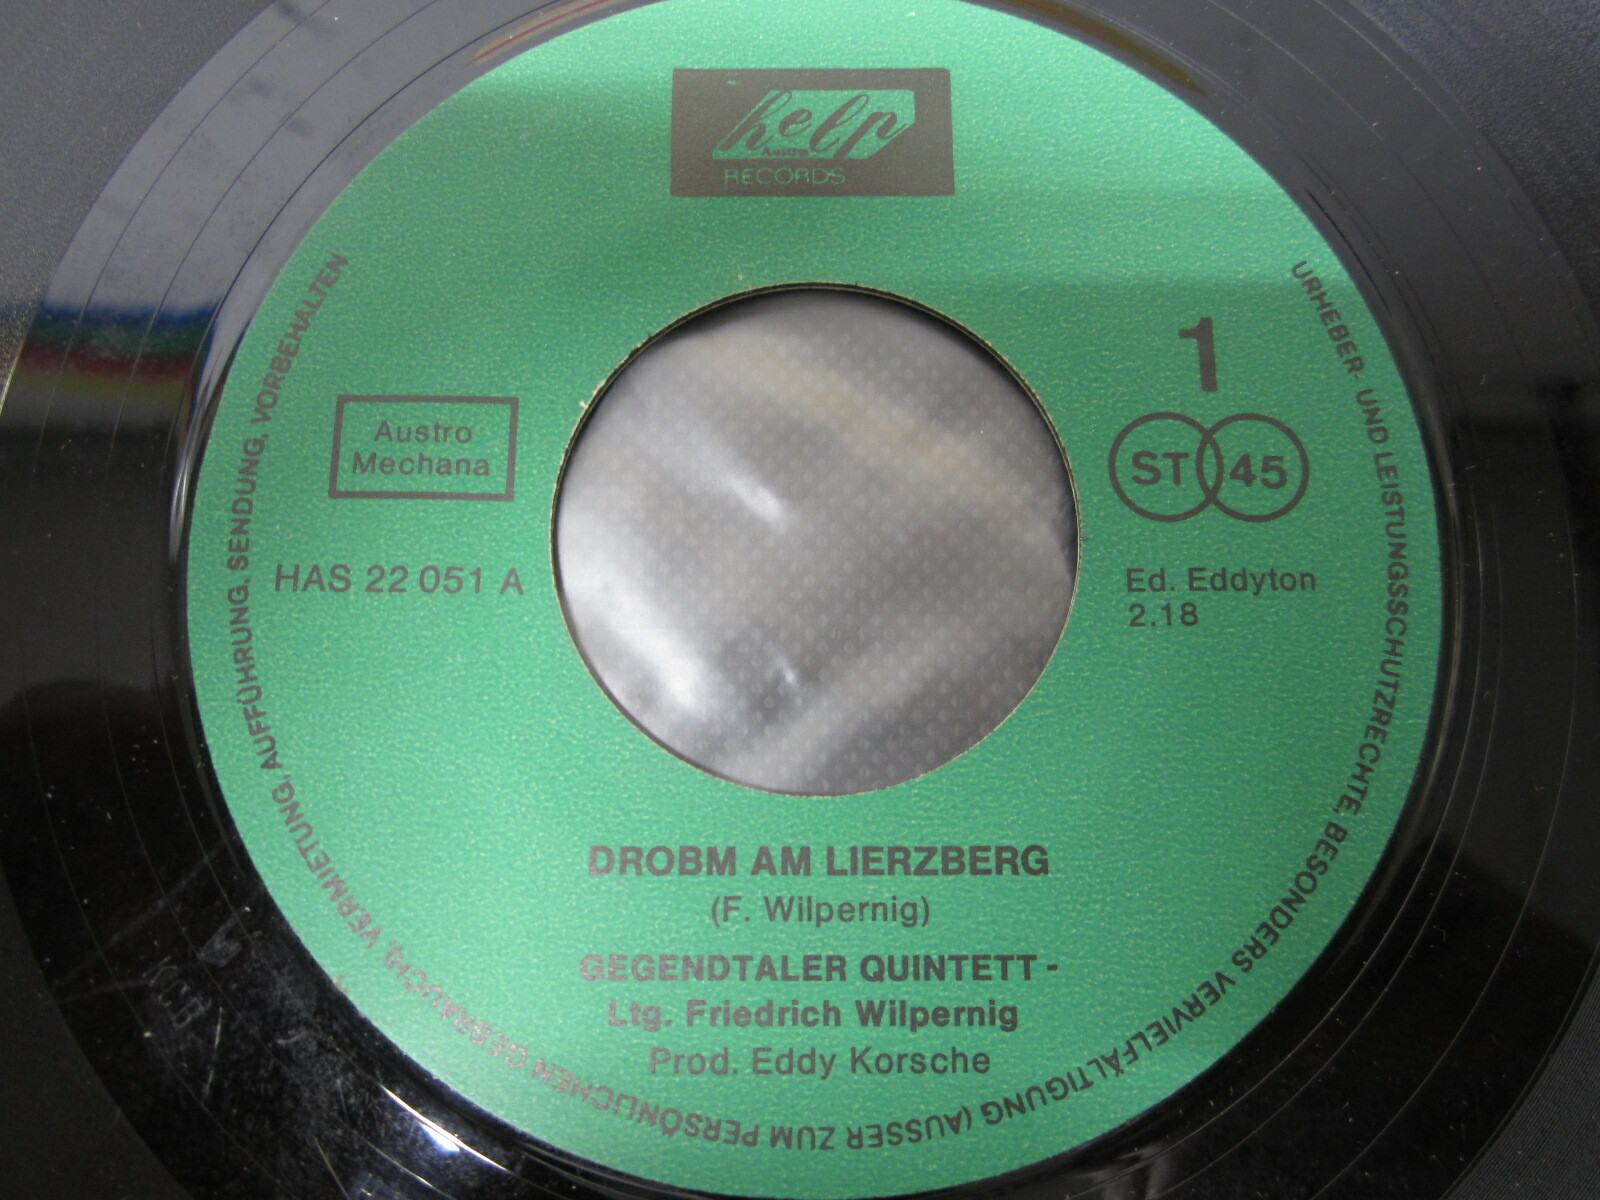 help
Austro
RECORDS
1
Austro
Mechana
ST 45
HAS 22 051 A
Ed. Eddyton
2.18
DROBM AM LIERZBERG
(F. Wilpernig)
GEGENDTALER QUINTETT -
Ltg. Friedrich Wilpernig
Prod. Eddy Korsche
URHEBER- UND LEISTUNGSSCHUTZRECHTE, BESONDERS VERVIELFÄLTIGUNG (AUSSER ZUM PERSÖNLICHEN GEBRAUCH), VERMIETUNG, AUFFÜHRUNG, SENDUNG, VORBEHALTEN